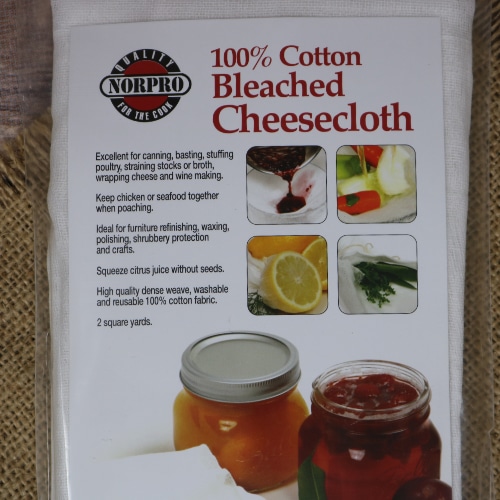 QUALITY
NORPRO
FOR THE COOK
100% Cotton
Bleached
Cheesecloth
Excellent for canning, basting, stuffing
poultry, straining stocks or broth,
wrapping cheese and wine making.
Keep chicken or seafood together
when poaching.
Ideal for furniture refinishing, waxing,
polishing, shrubbery protection
and crafts.
Squeeze citrus juice without seeds.
High quality dense weave, washable
and reusable 100% cotton fabric.
2 square yards.